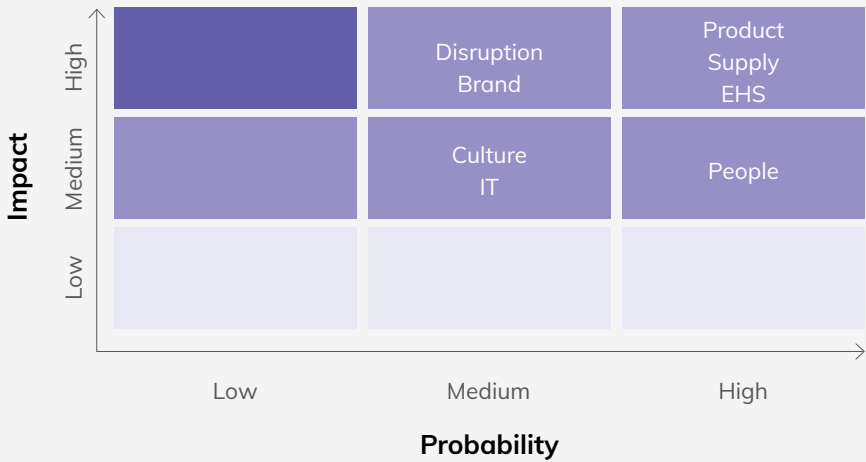 Impact
High
Medium
Low
Disruption
Brand
Product
Supply
EHS
Culture
IT
People
Low
Medium
High
Probability